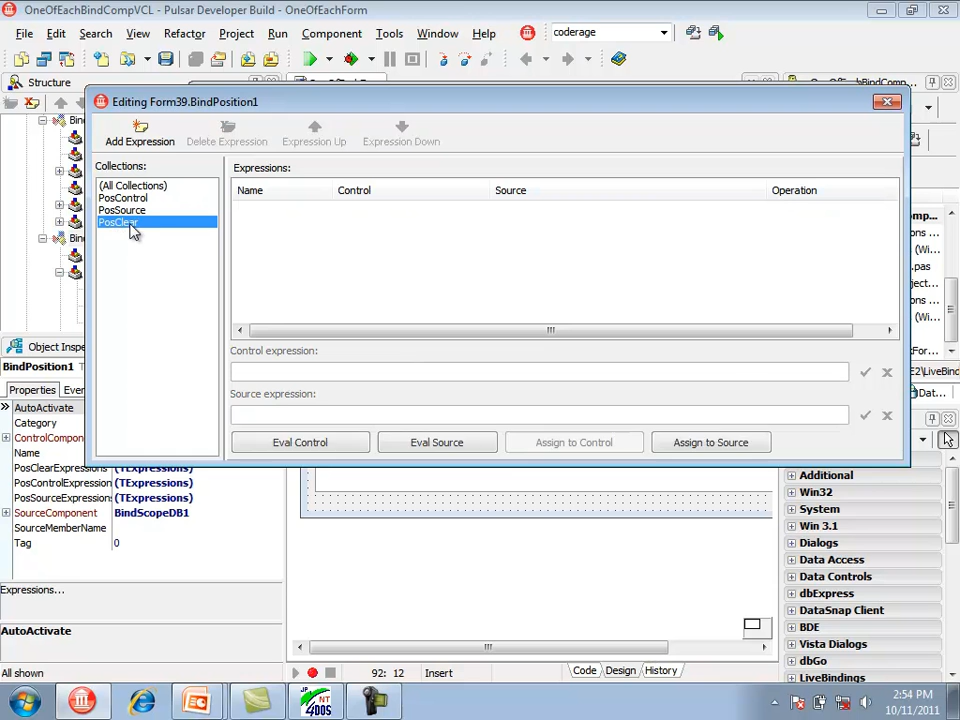 OneOfEachBindCompVCL - Pulsar Developer Build - OneOfEachForm
File Edit Search View Refactor Project Run Component Tools Window Help coderage
Structure
Editing Form39.BindPosition1
Add Expression Delete Expression Expression Up Expression Down
Collections:
(All Collections)
PosControl
PosSource
PosClear
Expressions:
Name Control Source Operation
Control expression:
Source expression:
Eval Control Eval Source Assign to Control Assign to Source
Object Inspe
BindPosition1
Properties Even
AutoActivate
Category
ControlCompon
Name
PosClearExpressions (TExpressions)
PosControlExpression (TExpressions)
PosSourceExpressions (TExpressions)
SourceComponent BindScopeDB1
SourceMemberName
Tag 0
Expressions...
AutoActivate
All shown
92: 12 Insert
Code Design History
Additional
Win32
System
Win 3.1
Dialogs
Data Access
Data Controls
dbExpress
DataSnap Client
BDE
Vista Dialogs
dbGo
LiveBindings
2:54 PM
10/11/2011